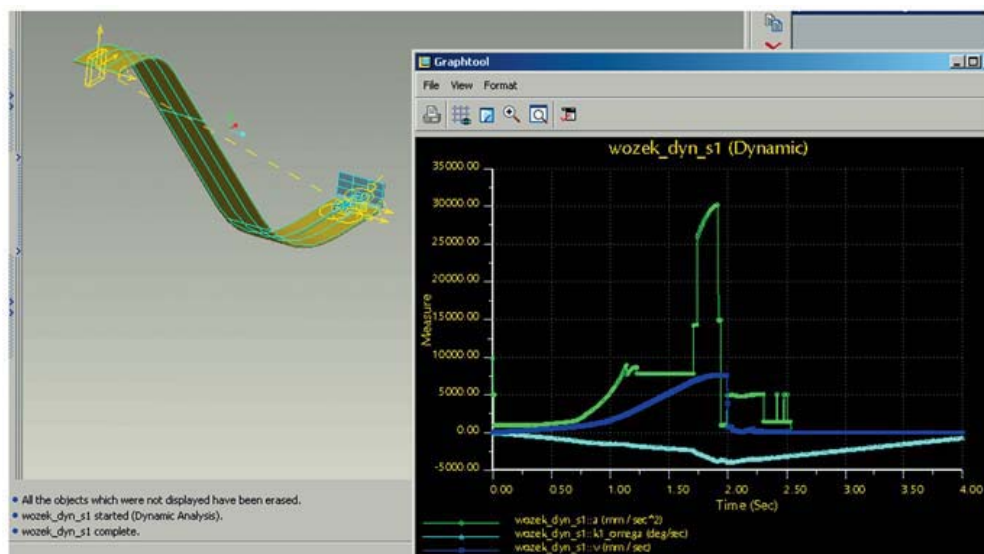 Graphtool
File View Format
wozek_dyn_s1 (Dynamic)
35000.00
30000.00
25000.00
20000.00
15000.00
10000.00
5000.00
0.00
-5000.00
Measure
0.00 0.50 1.00 1.50 2.00 2.50 3.00 3.50 4.00
Time (Sec)
wozek_dyn_s1::a (mm / sec^2)
wozek_dyn_s1::k1_omega (deg/sec)
wozek_dyn_s1::v (mm / sec)
• All the objects which were not displayed have been erased.
• wozek_dyn_s1 started (Dynamic Analysis).
• wozek_dyn_s1 complete.